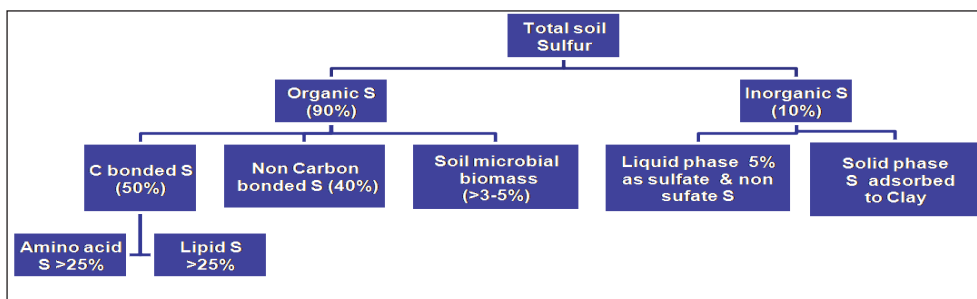 Total soil
Sulfur
Organic S
(90%)
Inorganic S
(10%)
C bonded S
(50%)
Non Carbon
bonded S (40%)
Soil microbial
biomass
(>3-5%)
Liquid phase 5%
as sulfate & non
sufate S
Solid phase
S adsorbed
to Clay
Amino acid
S >25%
Lipid S
>25%